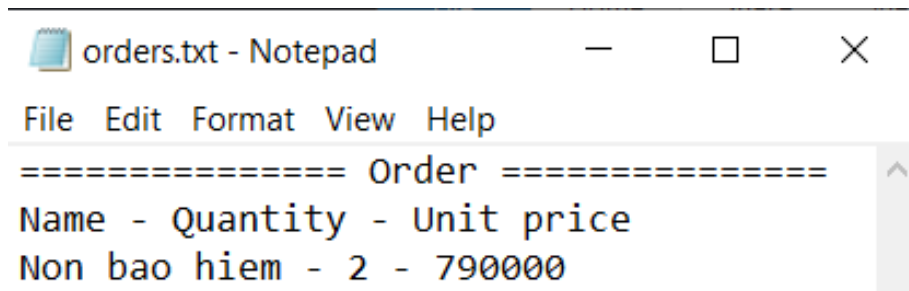 orders.txt - Notepad
File Edit Format View Help
=============== Order ===============
Name - Quantity - Unit price
Non bao hiem - 2 - 790000